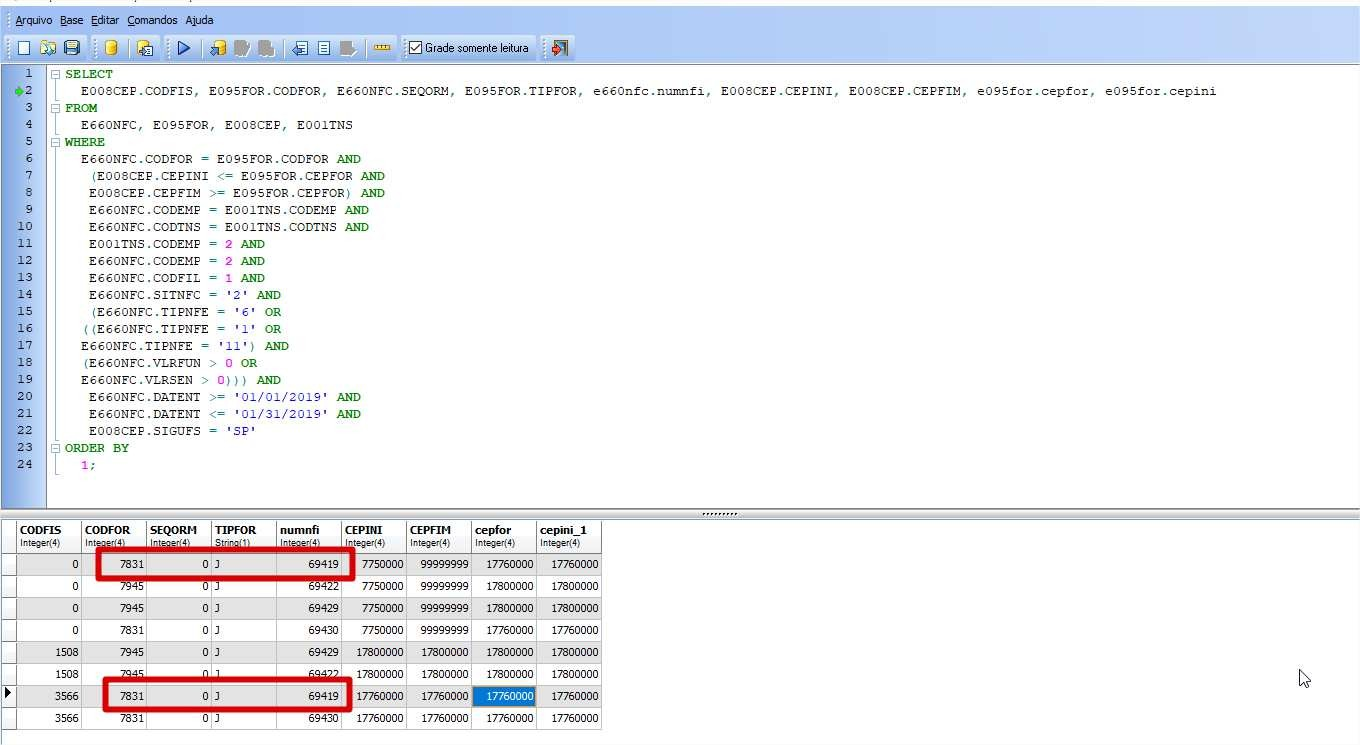 Arquivo Base Editar Comandos Ajuda
Grade somente leitura
1 SELECT
2 E008CEP.CODFIS, E095FOR.CODFOR, E660NFC.SEQORM, E095FOR.TIPFOR, e660nfc.numnfi, E008CEP.CEPINI, E008CEP.CEPFIM, e095for.cepfor, e095for.cepini
3 FROM
4 E660NFC, E095FOR, E008CEP, E001TNS
5 WHERE
6 E660NFC.CODFOR = E095FOR.CODFOR AND
7 (E008CEP.CEPINI <= E095FOR.CEPFOR AND
8 E008CEP.CEPFIM >= E095FOR.CEPFOR) AND
9 E660NFC.CODEMP = E001TNS.CODEMP AND
10 E660NFC.CODTNS = E001TNS.CODTNS AND
11 E001TNS.CODEMP = 2 AND
12 E660NFC.CODEMP = 2 AND
13 E660NFC.CODFIL = 1 AND
14 E660NFC.SITNFC = '2' AND
15 (E660NFC.TIPNFE = '6' OR
16 ((E660NFC.TIPNFE = '1' OR
17 E660NFC.TIPNFE = '11') AND
18 (E660NFC.VLRFUN > 0 OR
19 E660NFC.VLRSEN > 0))) AND
20 E660NFC.DATENT >= '01/01/2019' AND
21 E660NFC.DATENT <= '01/31/2019' AND
22 E008CEP.SIGUFS = 'SP'
23 ORDER BY
24 1;
CODFIS CODFOR SEQORM TIPFOR numnfi CEPINI CEPFIM cepfor cepini_1
Integer(4) Integer(4) Integer(4) String(1) Integer(4) Integer(4) Integer(4) Integer(4) Integer(4)
0 7831 0 J 69419 7750000 99999999 17760000 17760000
0 7945 0 J 69422 7750000 99999999 17800000 17800000
0 7945 0 J 69429 7750000 99999999 17800000 17800000
0 7831 0 J 69430 7750000 99999999 17760000 17760000
1508 7945 0 J 69429 17800000 17800000 17800000 17800000
1508 7945 0 J 69422 17800000 17800000 17800000 17800000
3566 7831 0 J 69419 17760000 17760000 17760000 17760000
3566 7831 0 J 69430 17760000 17760000 17760000 17760000